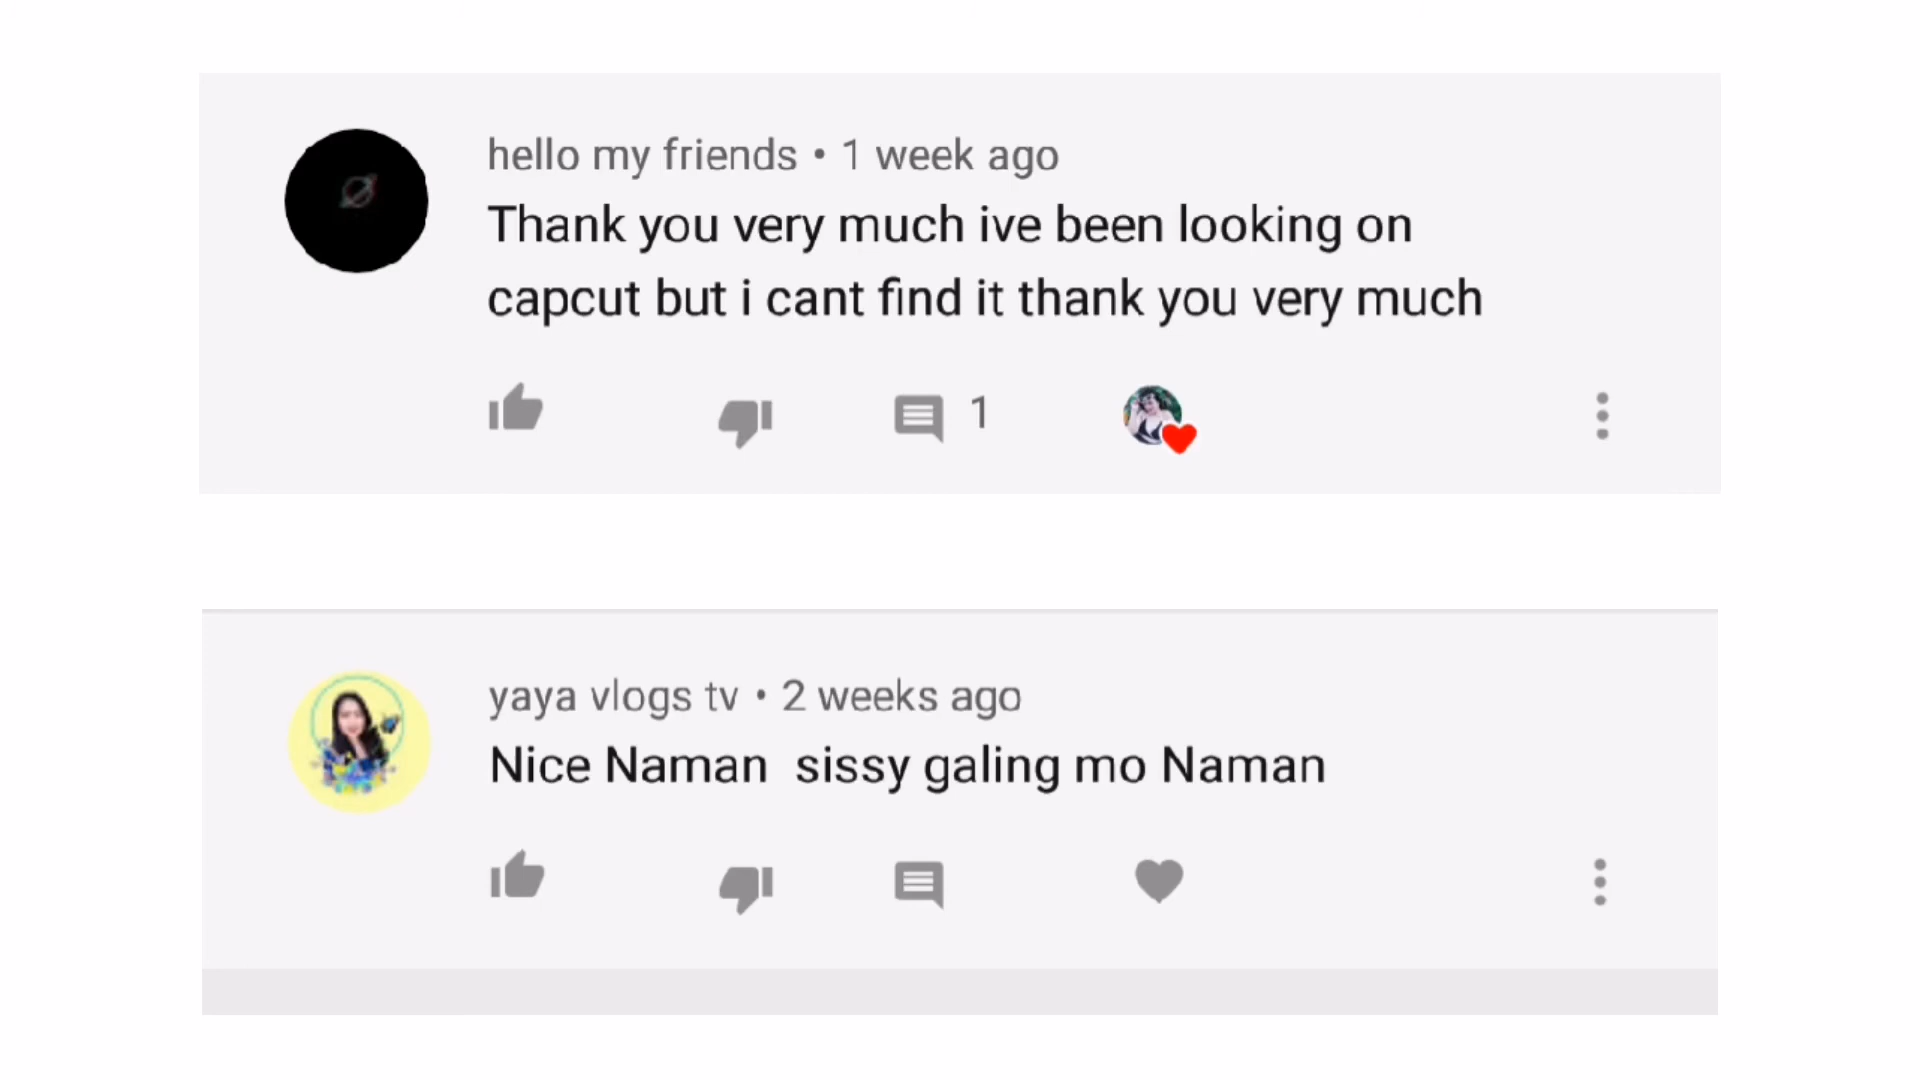 hello my friends • 1 week ago
Thank you very much ive been looking on
capcut but i cant find it thank you very much
1
yaya vlogs tv • 2 weeks ago
Nice Naman  sissy galing mo Naman